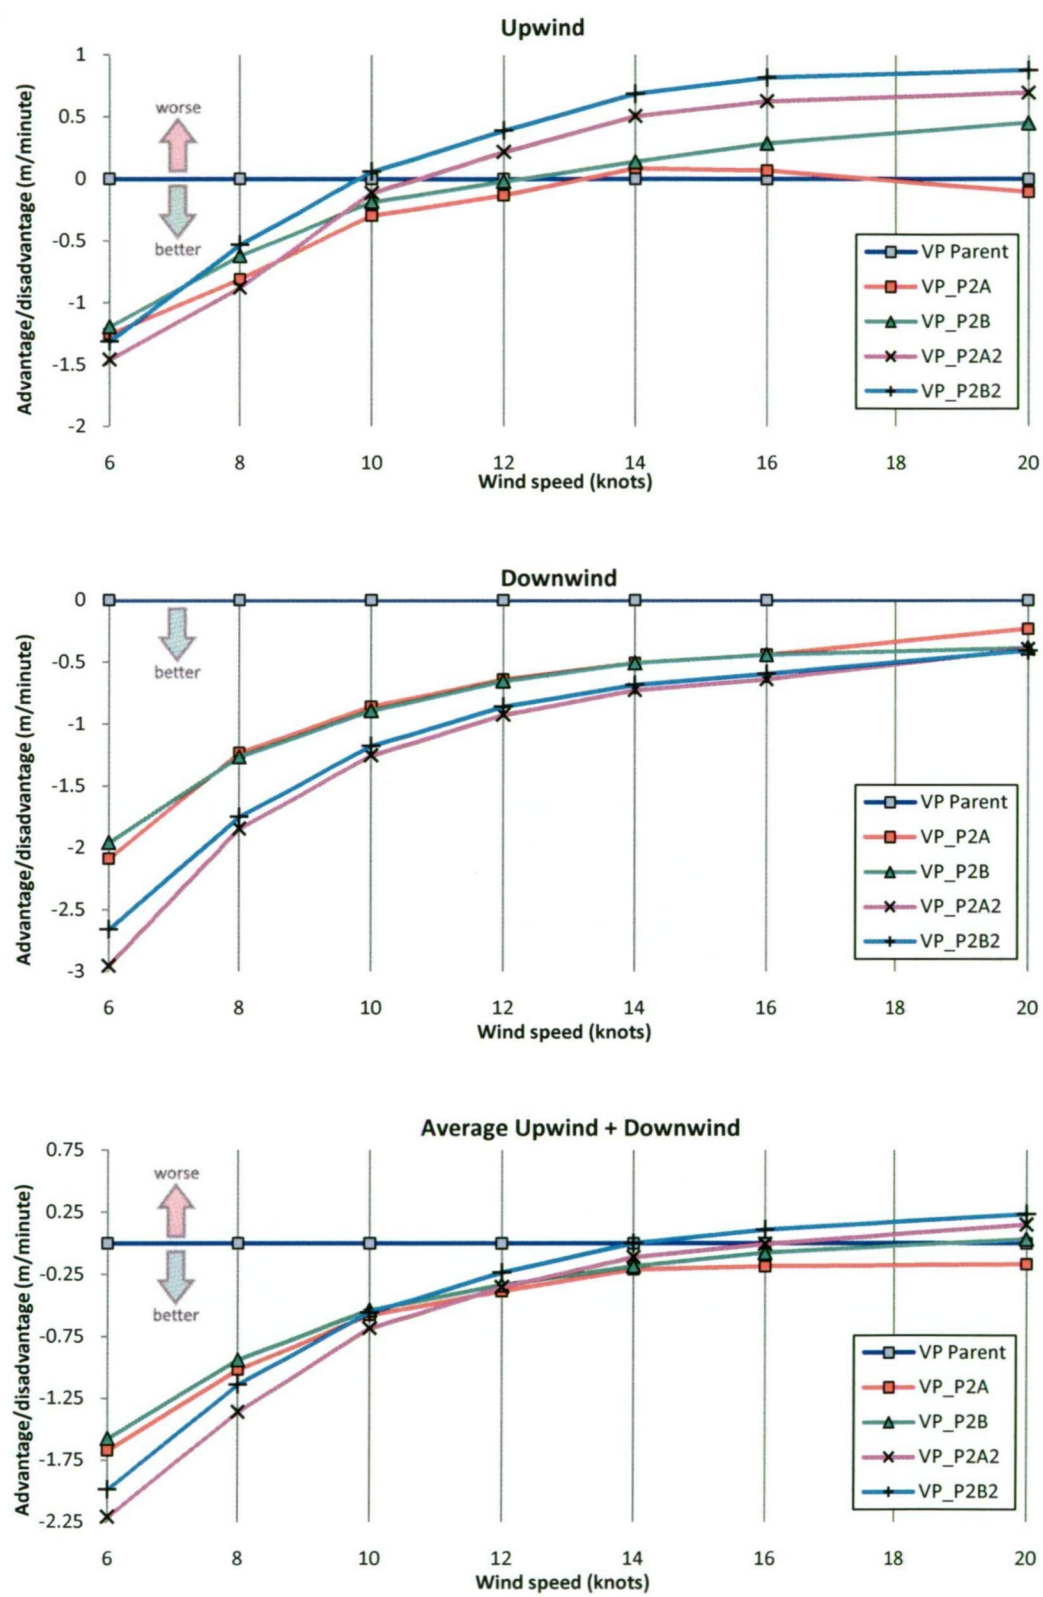 Upwind
Advantage/disadvantage (m/minute)
1
0.5
0
-0.5
-1
-1.5
-2
worse
better
VP Parent
VP_P2A
VP_P2B
VP_P2A2
VP_P2B2
6 8 10 12 14 16 18 20
Wind speed (knots)
Downwind
Advantage/disadvantage (m/minute)
0
-0.5
-1
-1.5
-2
-2.5
-3
better
VP Parent
VP_P2A
VP_P2B
VP_P2A2
VP_P2B2
6 8 10 12 14 16 18 20
Wind speed (knots)
Average Upwind + Downwind
Advantage/disadvantage (m/minute)
0.75
0.25
-0.25
-0.75
-1.25
-1.75
-2.25
worse
better
VP Parent
VP_P2A
VP_P2B
VP_P2A2
VP_P2B2
6 8 10 12 14 16 18 20
Wind speed (knots)